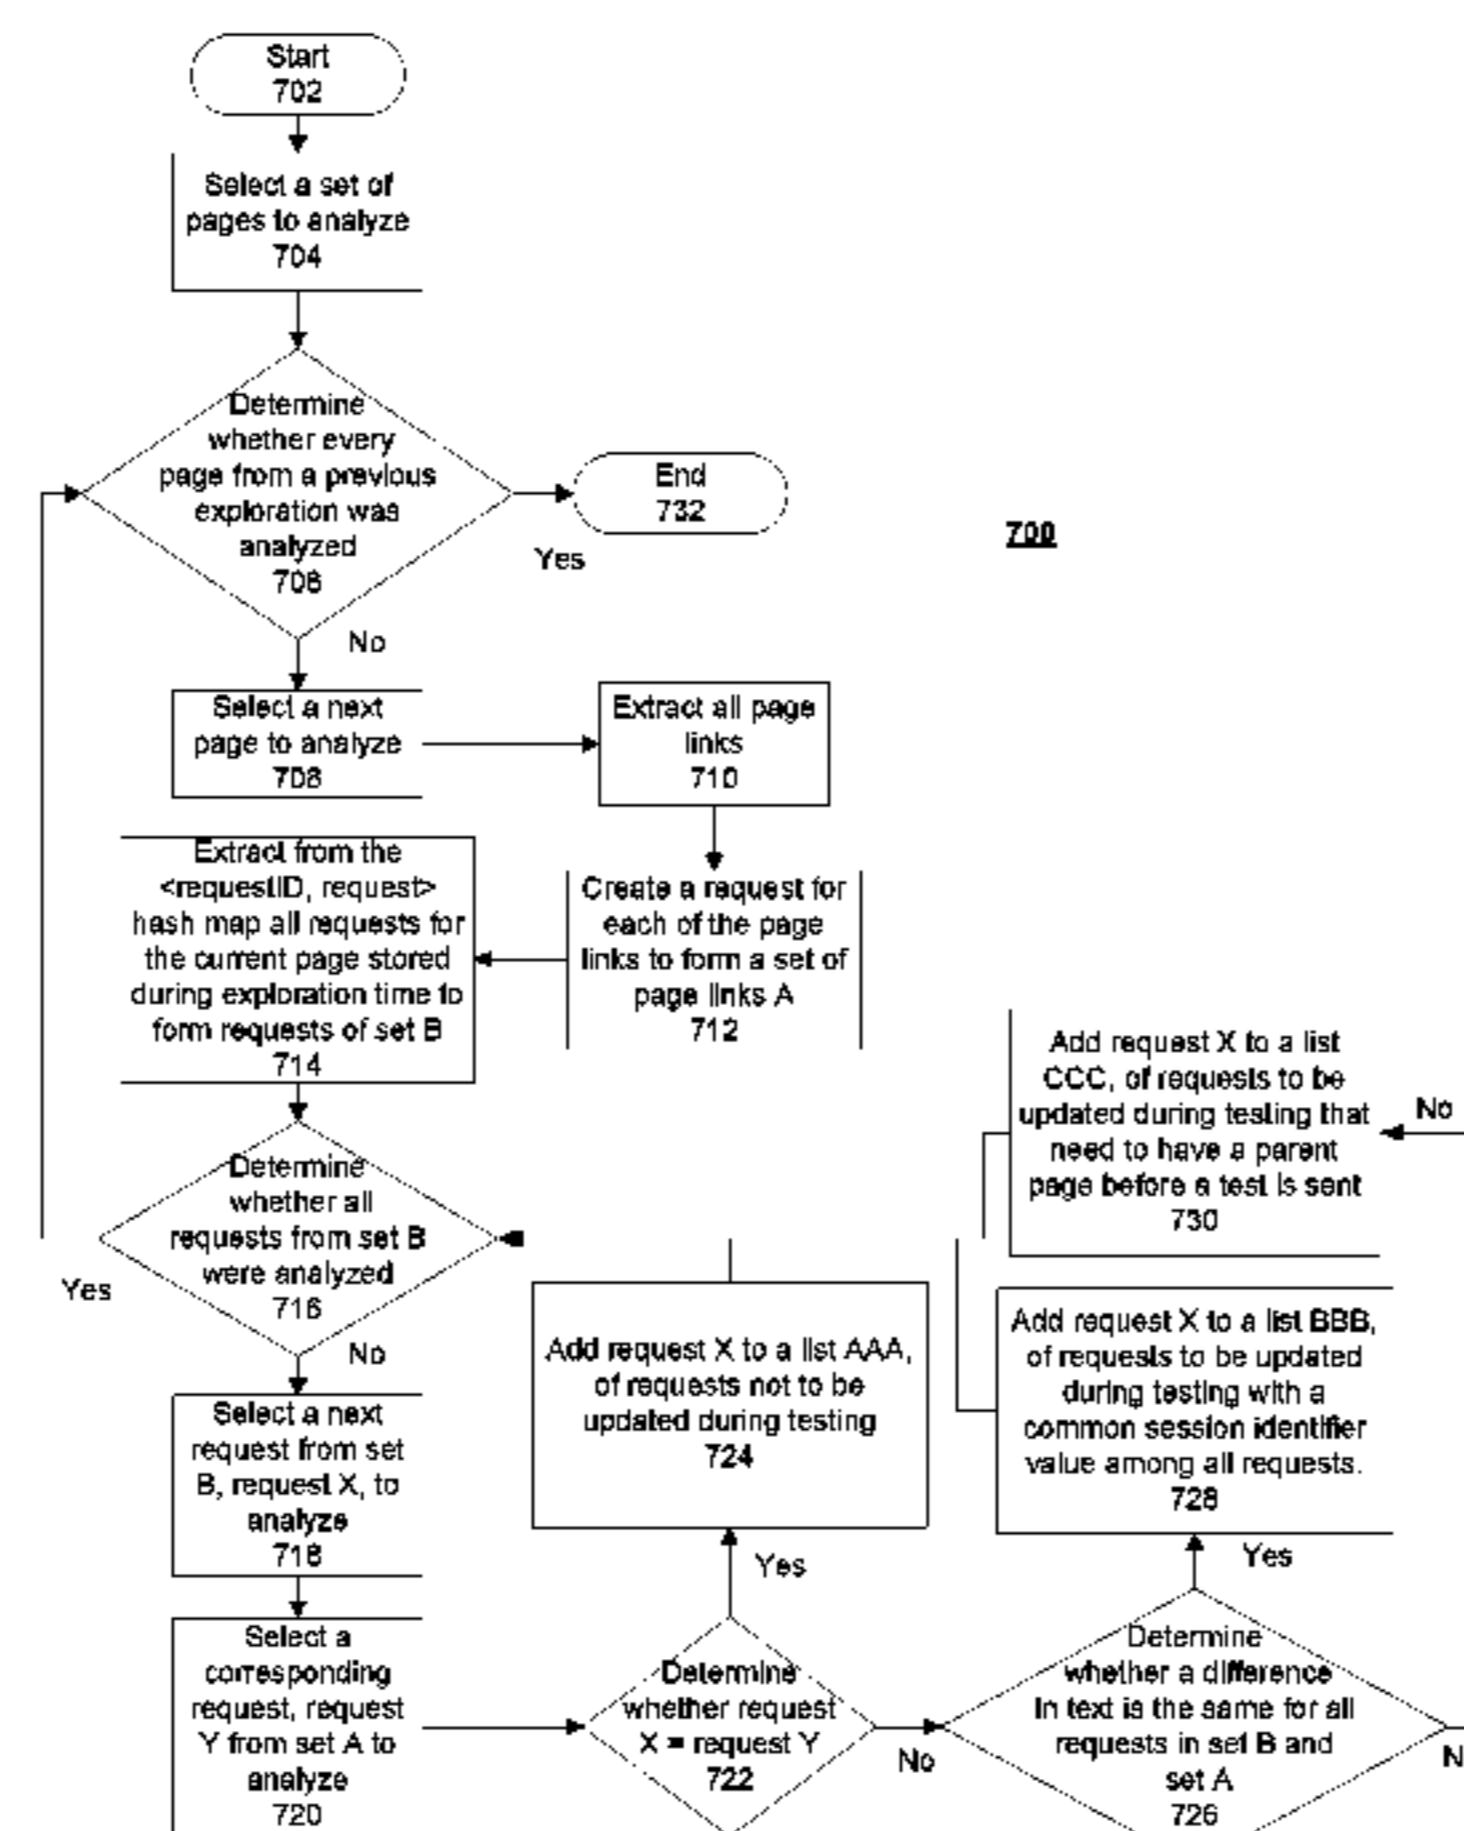 Start
702
Select a set of
pages to analyze
704
Determine
whether every
page from a previous
exploration was
analyzed
706
Yes
No
End
732
700
Select a next
page to analyze
708
Extract all page
links
710
Create a request for
each of the page
links to form a set of
page links A
712
Extract from the
<requestID, request>
hash map all requests for
the current page stored
during exploration time to
form requests of set B
714
Determine
whether all
requests from set B
were analyzed
716
Yes
No
Select a next
request from set
B, request X, to
analyze
718
Select a
corresponding
request, request
Y from set A to
analyze
720
Determine
whether request
X = request Y
722
Yes
No
Add request X to a list AAA,
of requests not to be
updated during testing
724
Determine
whether a difference
in text is the same for all
requests in set B and
set A
726
Yes
Add request X to a list BBB,
of requests to be updated
during testing with a
common session identifier
value among all requests.
728
No
Add request X to a list
CCC, of requests to be
updated during testing that
need to have a parent
page before a test is sent
730